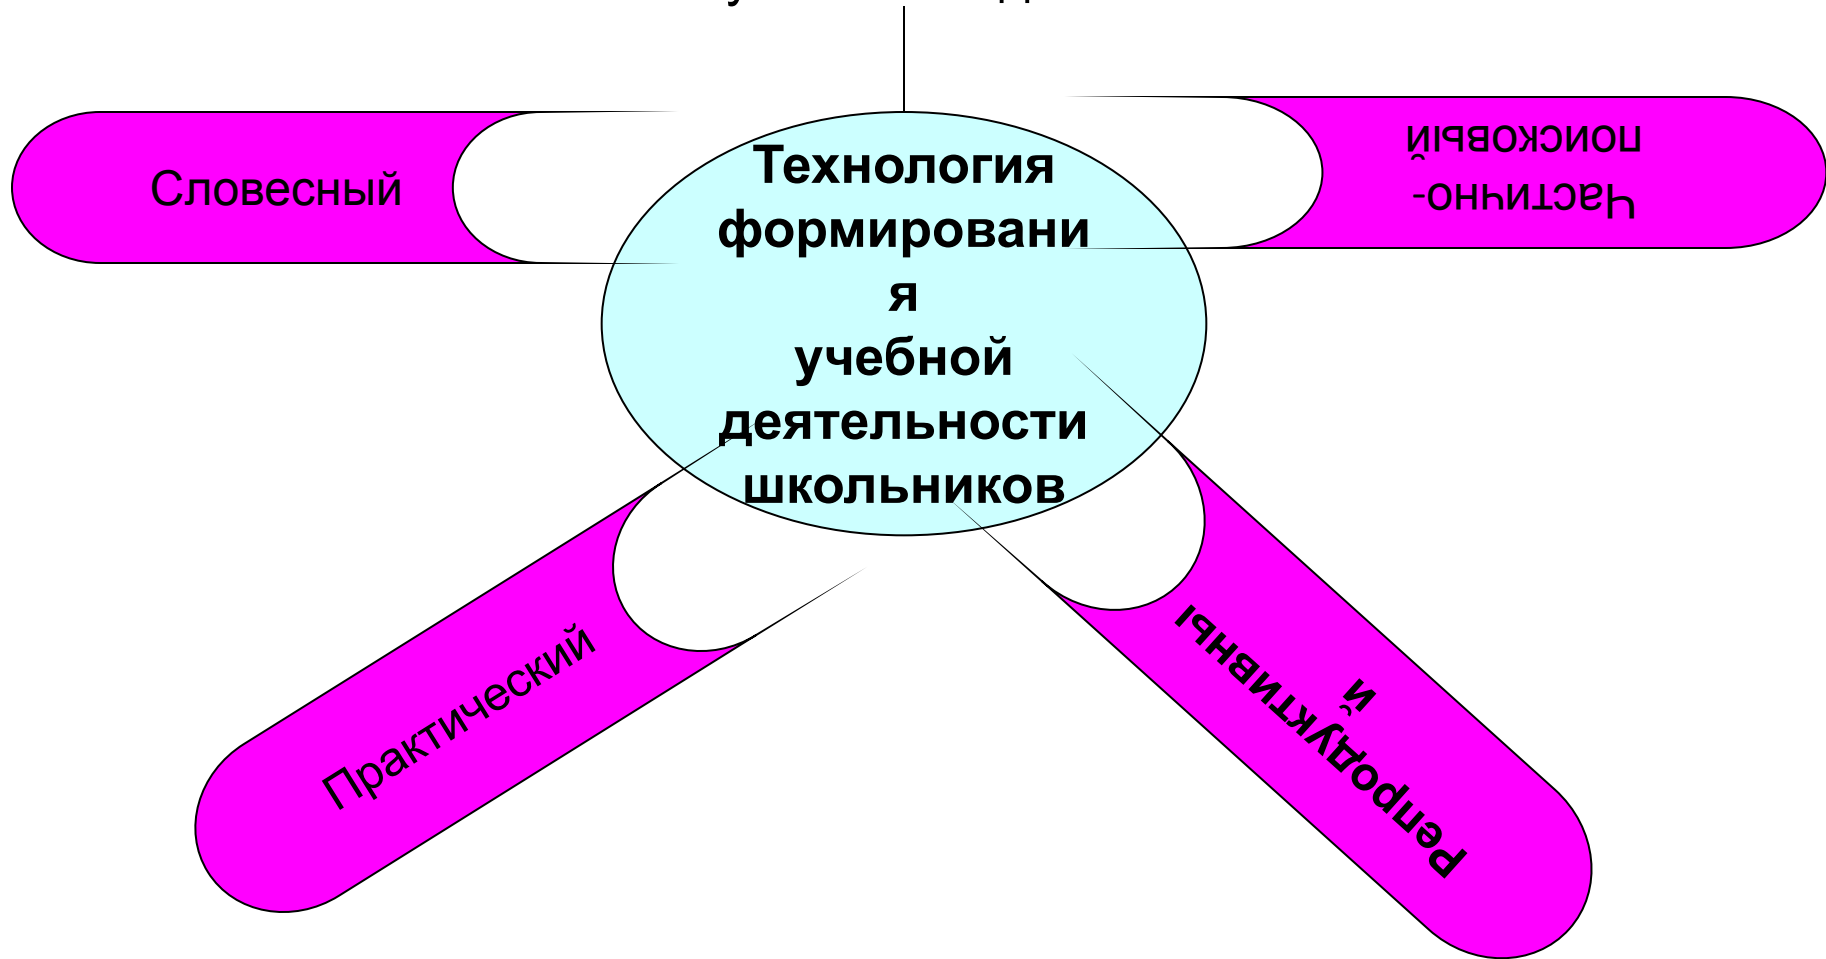 Словесный
Технология
формировани
я
учебной
деятельности
школьников
Частично-
поисковый
Практический
Репродуктивны
й